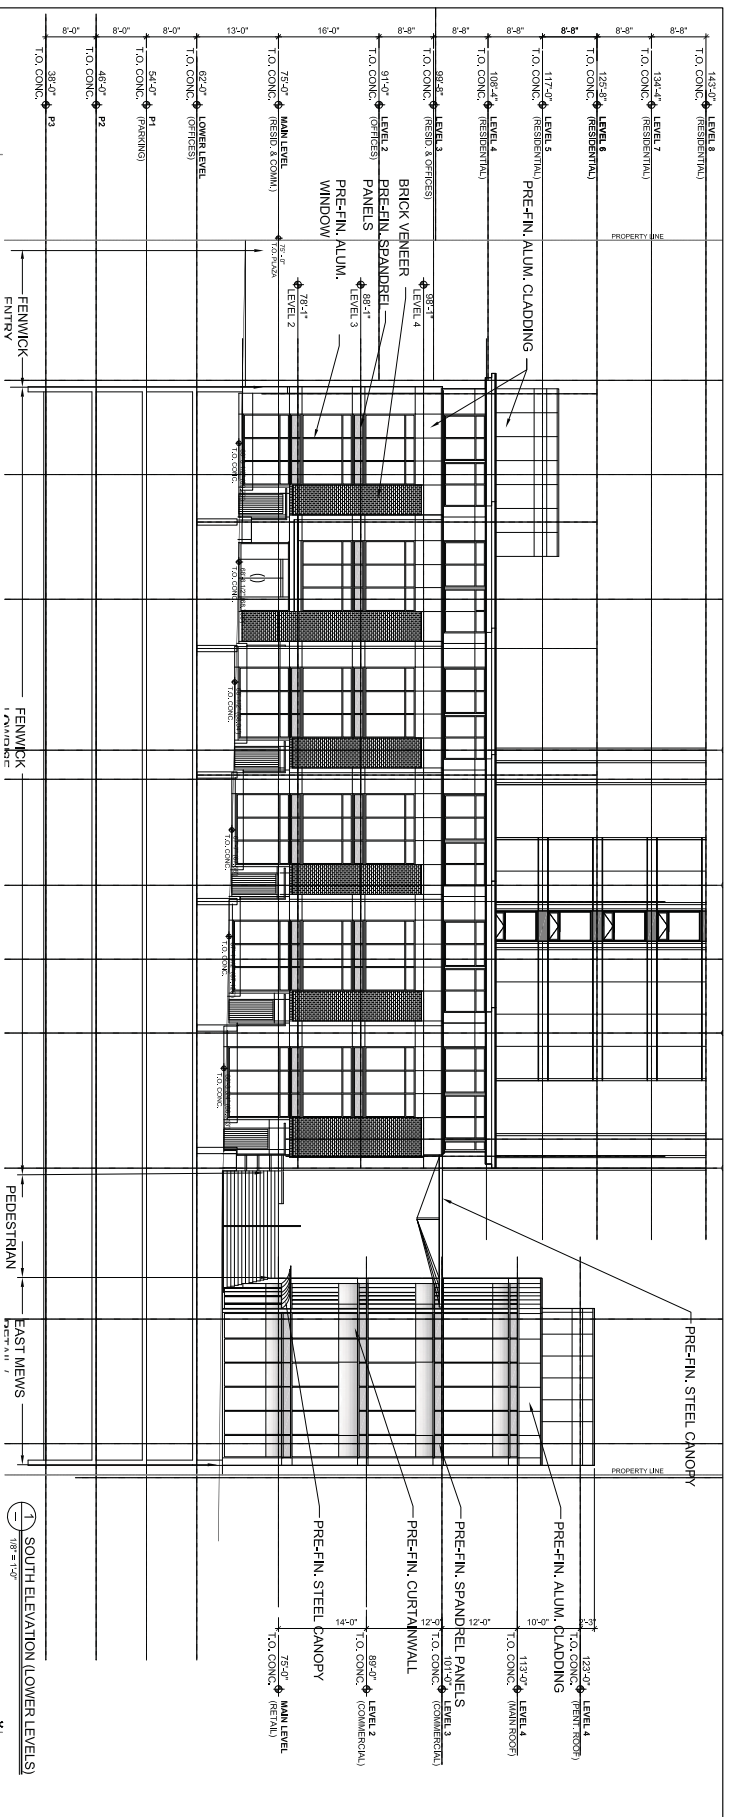 8'-8"
8'-8"
8'-8"
8'-8"
8'-8"
8'-8"
16'-0"
13'-0"
8'-0"
8'-0"
8'-0"
143'-0" LEVEL 8
T.O. CONC. (RESIDENTIAL)
134'-4" LEVEL 7
T.O. CONC. (RESIDENTIAL)
125'-8" LEVEL 6
T.O. CONC. (RESIDENTIAL)
117'-0" LEVEL 5
T.O. CONC. (RESIDENTIAL)
108'-4" LEVEL 4
T.O. CONC. (RESIDENTIAL)
99'-8" LEVEL 3
T.O. CONC. (RESID. & OFFICES)
91'-0" LEVEL 2
T.O. CONC. (OFFICES)
75'-0" MAIN LEVEL
T.O. CONC. (RESID. & COMM.)
62'-0" LOWER LEVEL
T.O. CONC. (OFFICES)
54'-0" P1
T.O. CONC. (PARKING)
46'-0" P2
T.O. CONC.
38'-0" P3
T.O. CONC.
PROPERTY LINE
PRE-FIN. ALUM. CLADDING
BRICK VENEER
PRE-FIN. SPANDREL
PANELS
PRE-FIN. ALUM.
WINDOW
98'-1"
LEVEL 4
88'-1"
LEVEL 3
78'-1"
LEVEL 2
75'-0"
T.O. PLAZA
T.O. CONC.
T.O. CONC.
T.O. CONC.
T.O. CONC.
T.O. CONC.
T.O. CONC.
FENWICK
ENTRY
FENWICK
LOWRISE
PEDESTRIAN
EAST MEWS
RETAIL /
PRE-FIN. STEEL CANOPY
PROPERTY LINE
PRE-FIN. ALUM. CLADDING
PRE-FIN. SPANDREL PANELS
PRE-FIN. CURTAINWALL
PRE-FIN. STEEL CANOPY
2'-3"
10'-0"
12'-0"
12'-0"
14'-0"
123'-0" LEVEL 4
T.O. CONC. (PENT. ROOF)
113'-0" LEVEL 4
T.O. CONC. (MAIN ROOF)
101'-0" LEVEL 3
T.O. CONC. (COMMERCIAL)
89'-0" LEVEL 2
T.O. CONC. (COMMERCIAL)
75'-0" MAIN LEVEL
T.O. CONC. (RETAIL)
1 SOUTH ELEVATION (LOWER LEVELS)
1/8" = 1'-0"